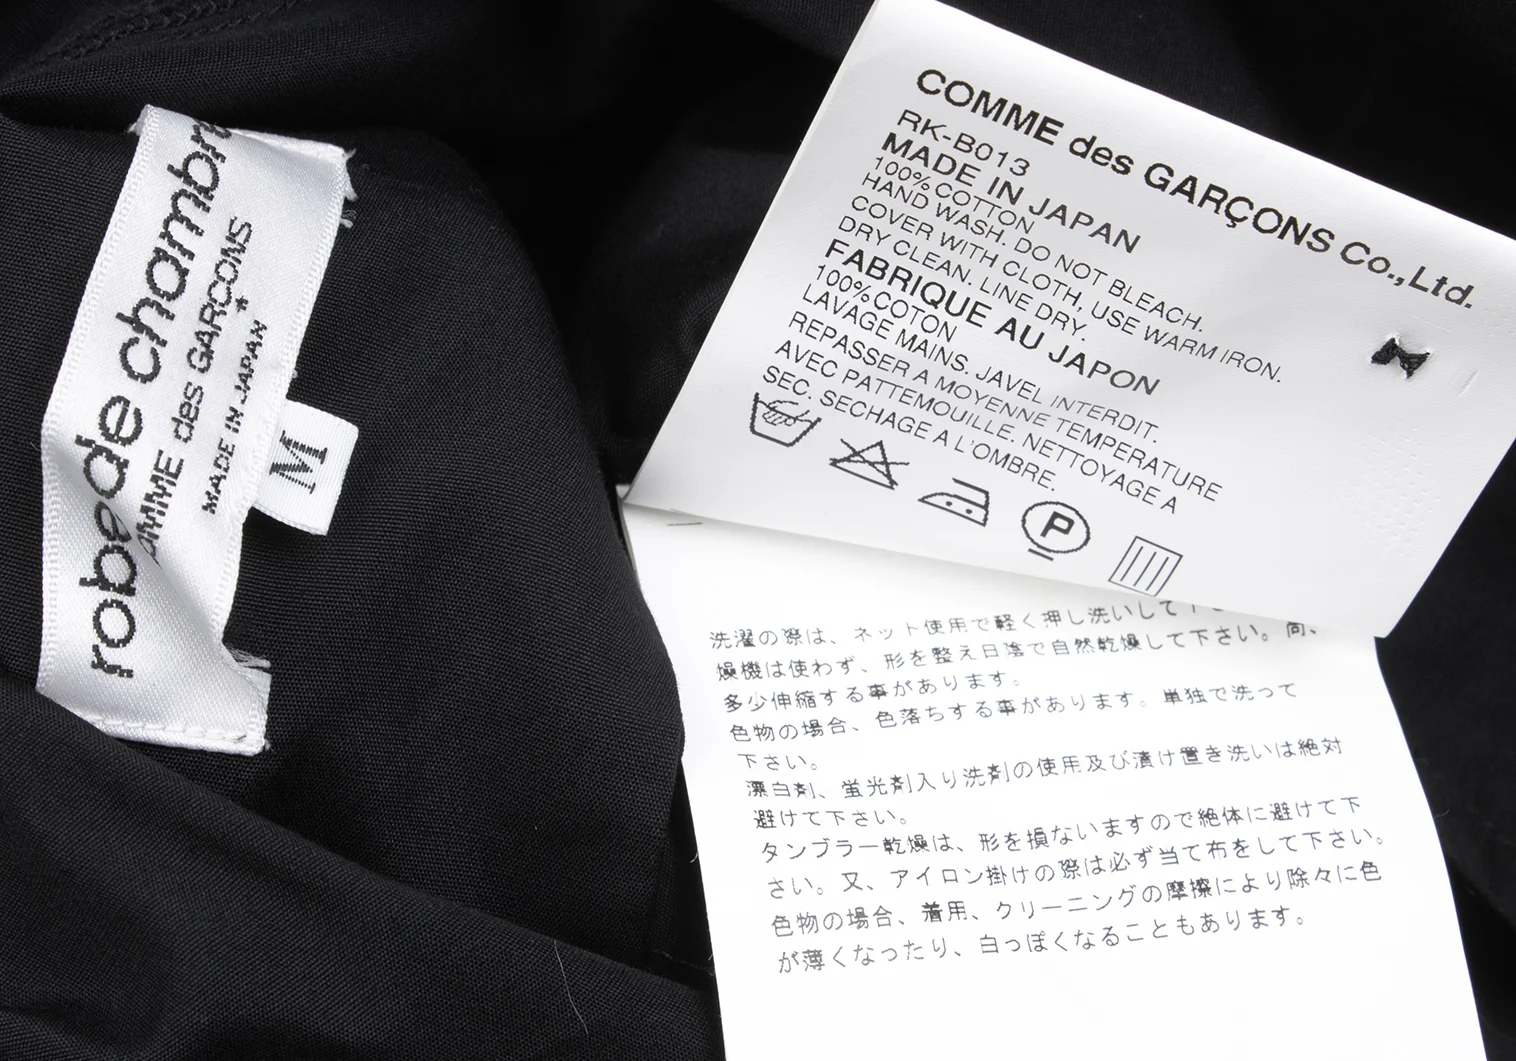 robe de chambr
OMME des GARÇONS
MADE IN JAPAN
M
COMME des GARÇONS Co.,Ltd.
RK-B013
MADE IN JAPAN
100% COTTON
HAND WASH. DO NOT BLEACH.
COVER WITH CLOTH, USE WARM IRON.
DRY CLEAN. LINE DRY.
FABRIQUE AU JAPON
100% COTON
LAVAGE MAINS. JAVEL INTERDIT.
REPASSER A MOYENNE TEMPERATURE
AVEC PATTEMOUILLE. NETTOYAGE A
SEC. SECHAGE A L'OMBRE.
P
洗濯の際は、ネット使用で軽く押し洗いして下さ
燥機は使わず、形を整え日陰で自然乾燥して下さい。尚、
多少伸縮する事があります。
色物の場合、色落ちする事があります。単独で洗って
下さい。
漂白剤、蛍光剤入り洗剤の使用及び漬け置き洗いは絶対
避けて下さい。
タンブラー乾燥は、形を損ないますので絶体に避けて下
さい。又、アイロン掛けの際は必ず当て布をして下さい。
色物の場合、着用、クリーニングの摩擦により除々に色
が薄くなったり、白っぽくなることもあります。